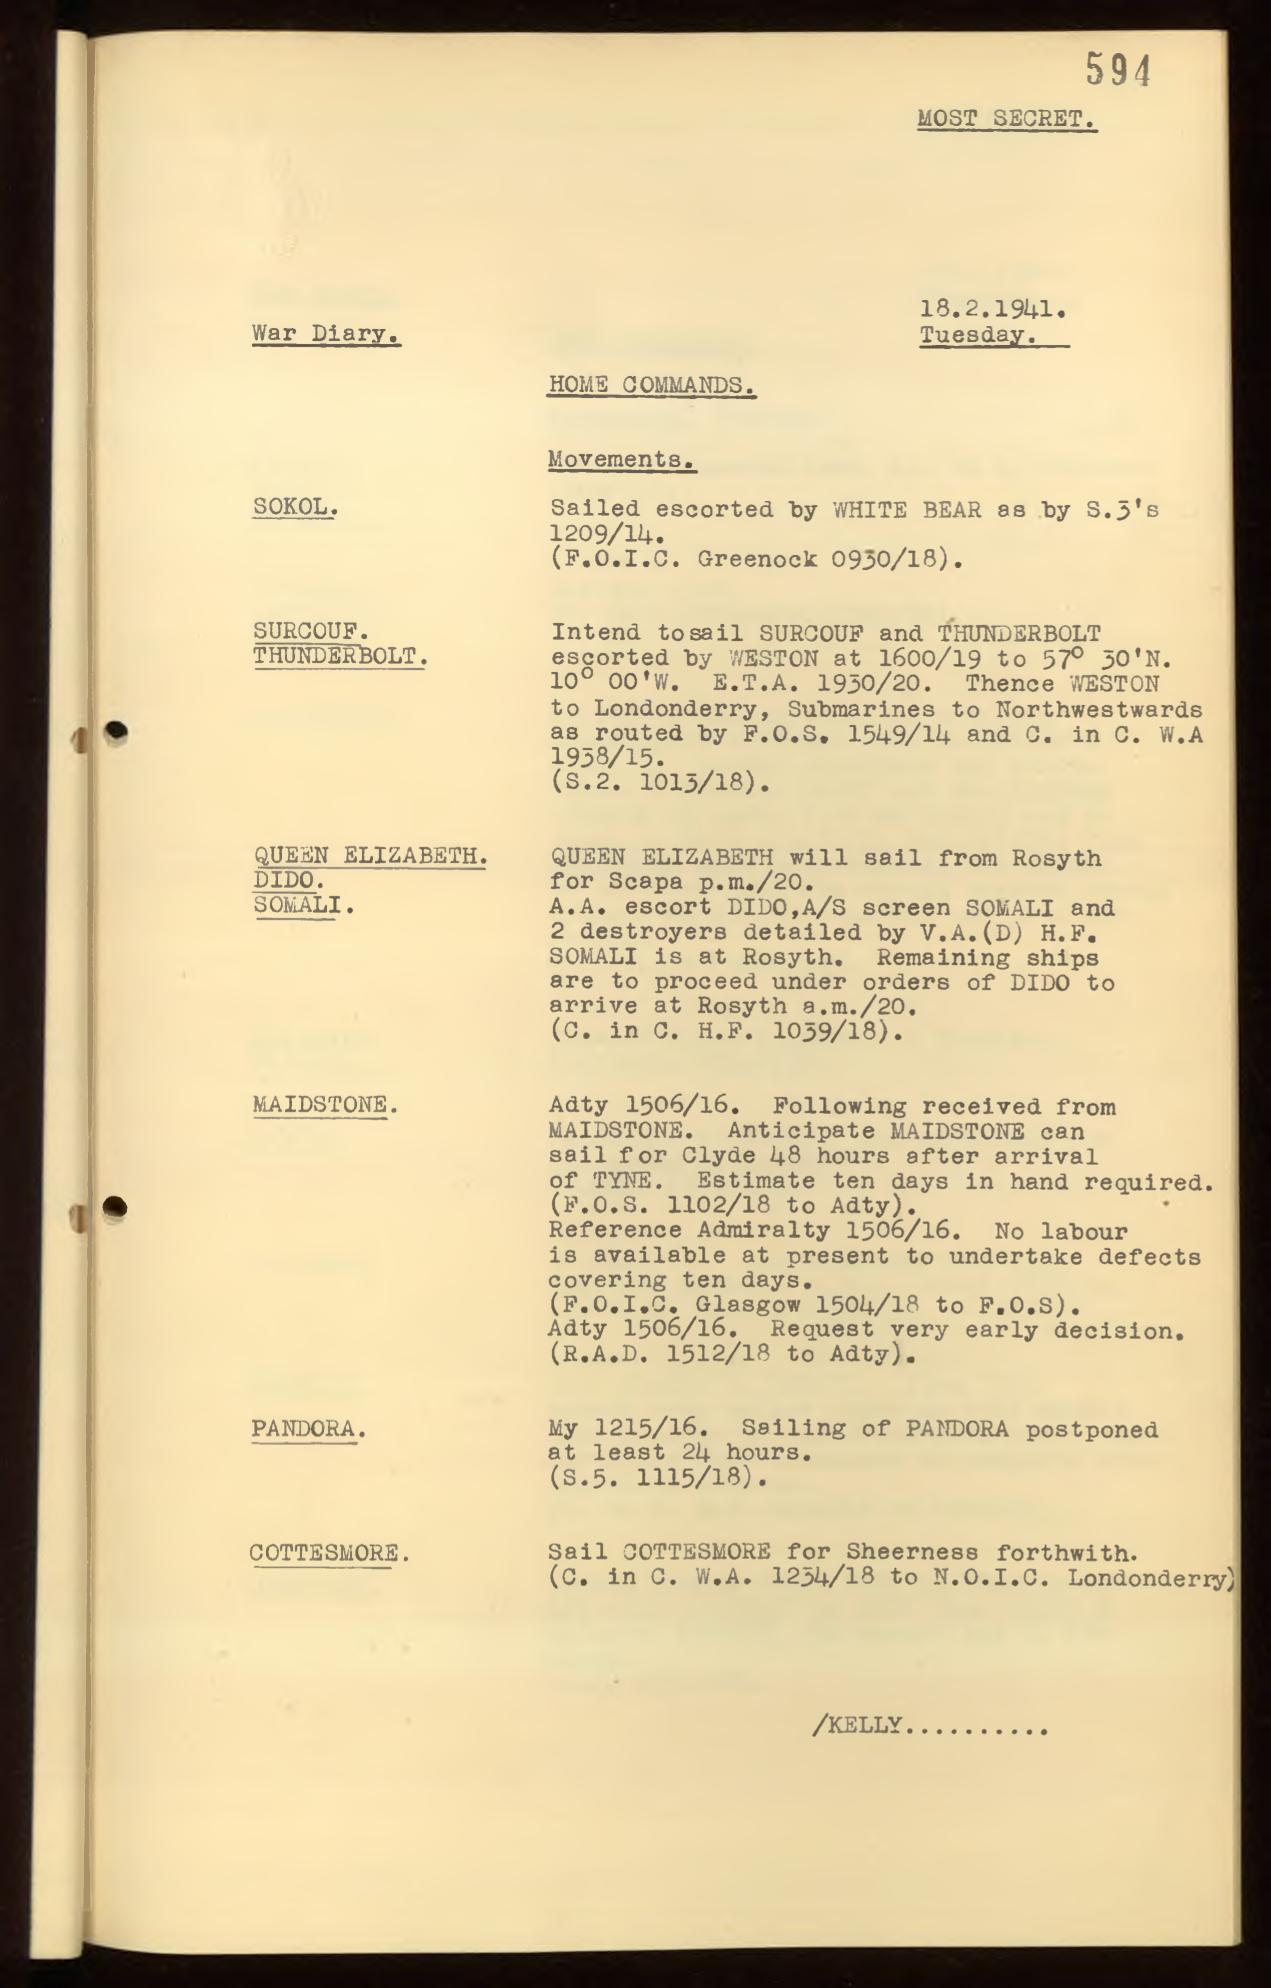 594
MOST SECRET.
18.2.1941.
War Diary.
Tuesday.
HOME COMMANDS.
Movements.
SOKOL.
Sailed escorted by WHITE BEAR as by S.3's
1209/14.
(F.O.I.C. Greenock 0930/18).
SURCOUF.
THUNDERBOLT.
Intend to sail SURCOUF and THUNDERBOLT
escorted by WESTON at 1600/19 to 57° 30'N.
10° 00'W. E.T.A. 1930/20. Thence WESTON
to Londonderry, Submarines to Northwestwards
as routed by F.O.S. 1549/14 and C. in C. W.A
1938/15.
(S.2. 1013/18).
QUEEN ELIZABETH.
DIDO.
SOMALI.
QUEEN ELIZABETH will sail from Rosyth
for Scapa p.m./20.
A.A. escort DIDO,A/S screen SOMALI and
2 destroyers detailed by V.A.(D) H.F.
SOMALI is at Rosyth. Remaining ships
are to proceed under orders of DIDO to
arrive at Rosyth a.m./20.
(C. in C. H.F. 1039/18).
MAIDSTONE.
Adty 1506/16. Following received from
MAIDSTONE. Anticipate MAIDSTONE can
sail for Clyde 48 hours after arrival
of TYNE. Estimate ten days in hand required.
(F.O.S. 1102/18 to Adty).
Reference Admiralty 1506/16. No labour
is available at present to undertake defects
covering ten days.
(F.O.I.C. Glasgow 1504/18 to F.O.S).
Adty 1506/16. Request very early decision.
(R.A.D. 1512/18 to Adty).
PANDORA.
My 1215/16. Sailing of PANDORA postponed
at least 24 hours.
(S.5. 1115/18).
COTTESMORE.
Sail COTTESMORE for Sheerness forthwith.
(C. in C. W.A. 1234/18 to N.O.I.C. Londonderry)
/KELLY..........